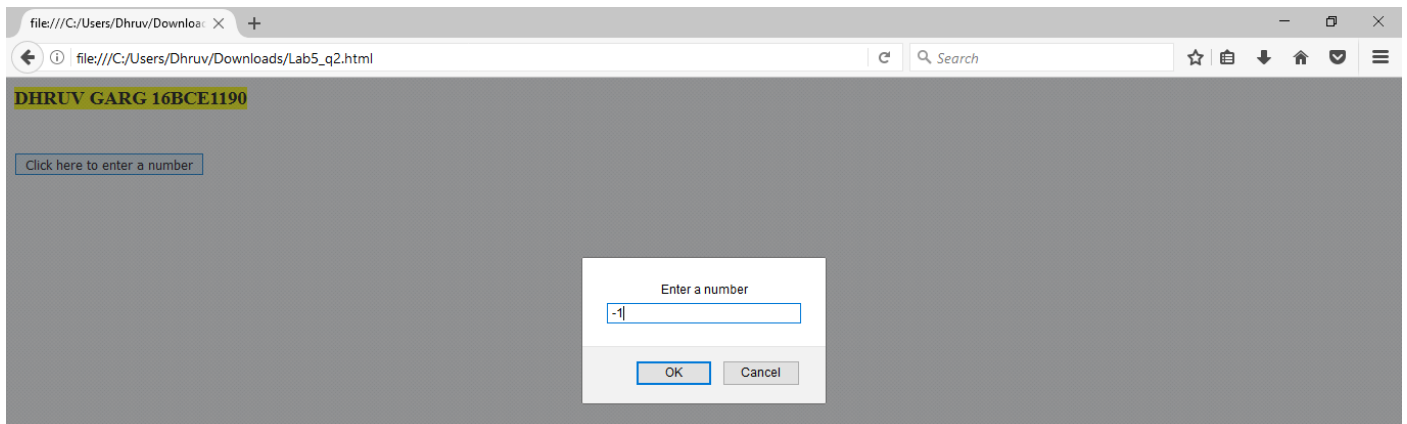 file:///C:/Users/Dhruv/Downloa
file:///C:/Users/Dhruv/Downloads/Lab5_q2.html
Search
DHRUV GARG 16BCE1190
Click here to enter a number
Enter a number
-1
OK Cancel